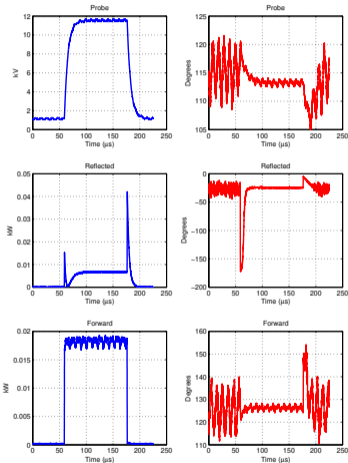 Probe
kV
12
10
8
6
4
2
0
0 50 100 150 200 250
Time (µs)
Probe
Degrees
125
120
115
110
105
0 50 100 150 200 250
Time (µs)
Reflected
kW
0.05
0.04
0.03
0.02
0.01
0
0 50 100 150 200 250
Time (µs)
Reflected
Degrees
0
−50
−100
−150
−200
0 50 100 150 200 250
Time (µs)
Forward
kW
0.02
0.015
0.01
0.005
0
0 50 100 150 200 250
Time (µs)
Forward
Degrees
160
150
140
130
120
110
0 50 100 150 200 250
Time (µs)